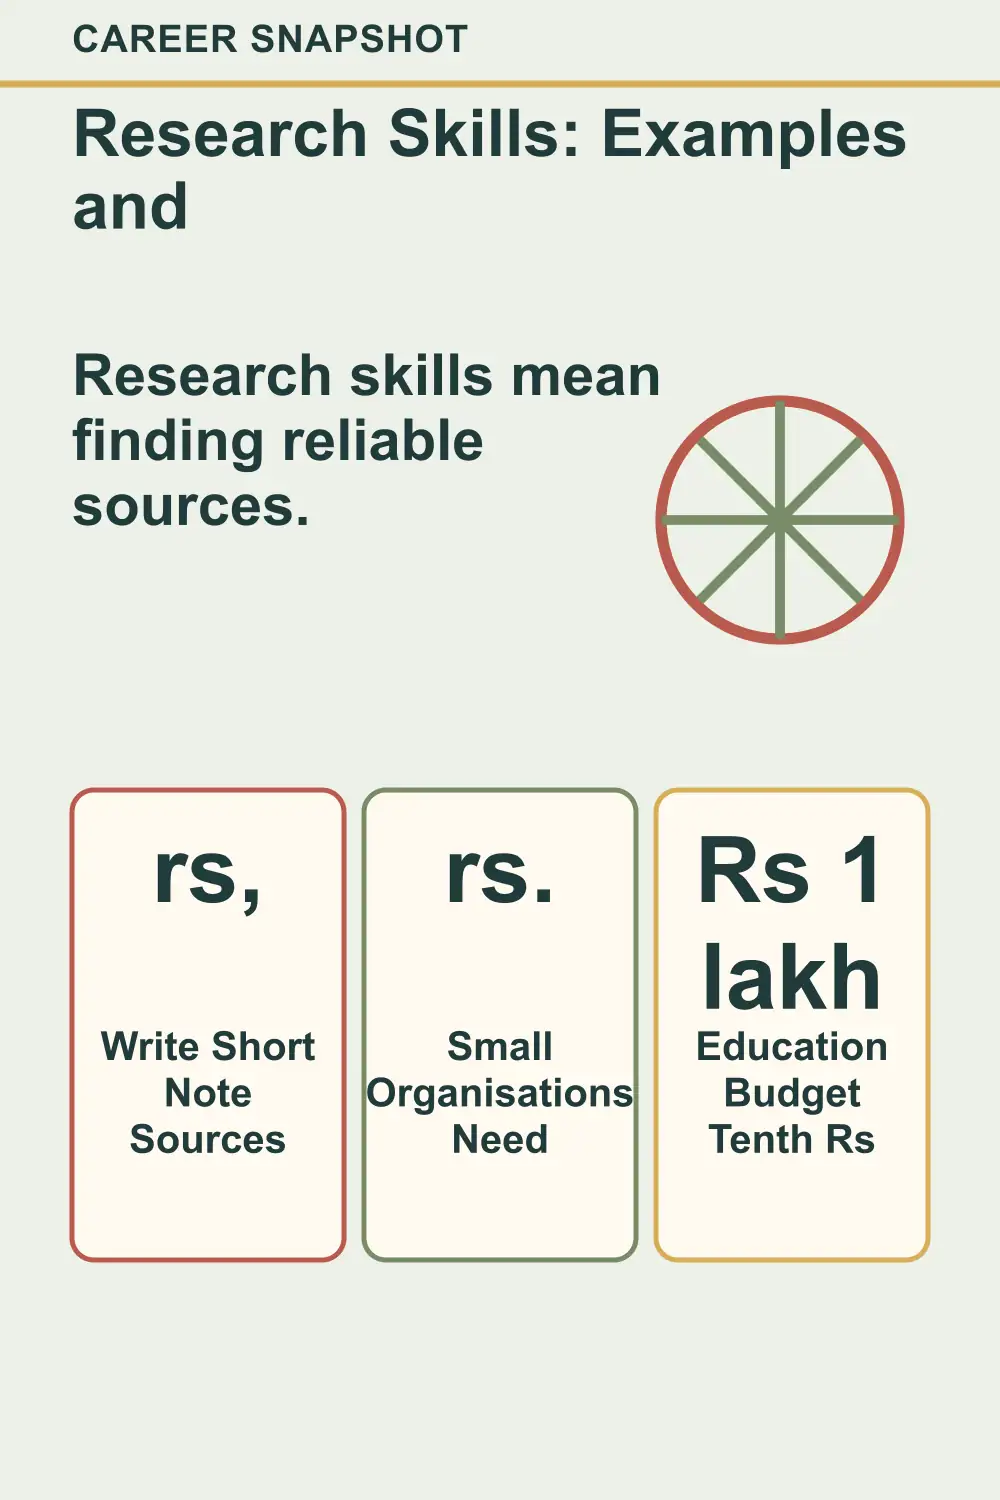 CAREER SNAPSHOT
Research Skills: Examples
and
Research skills mean
finding reliable
sources.
rs,
Write Short
Note
Sources
rs.
Small
Organisations
Need
Rs 1
lakh
Education
Budget
Tenth Rs